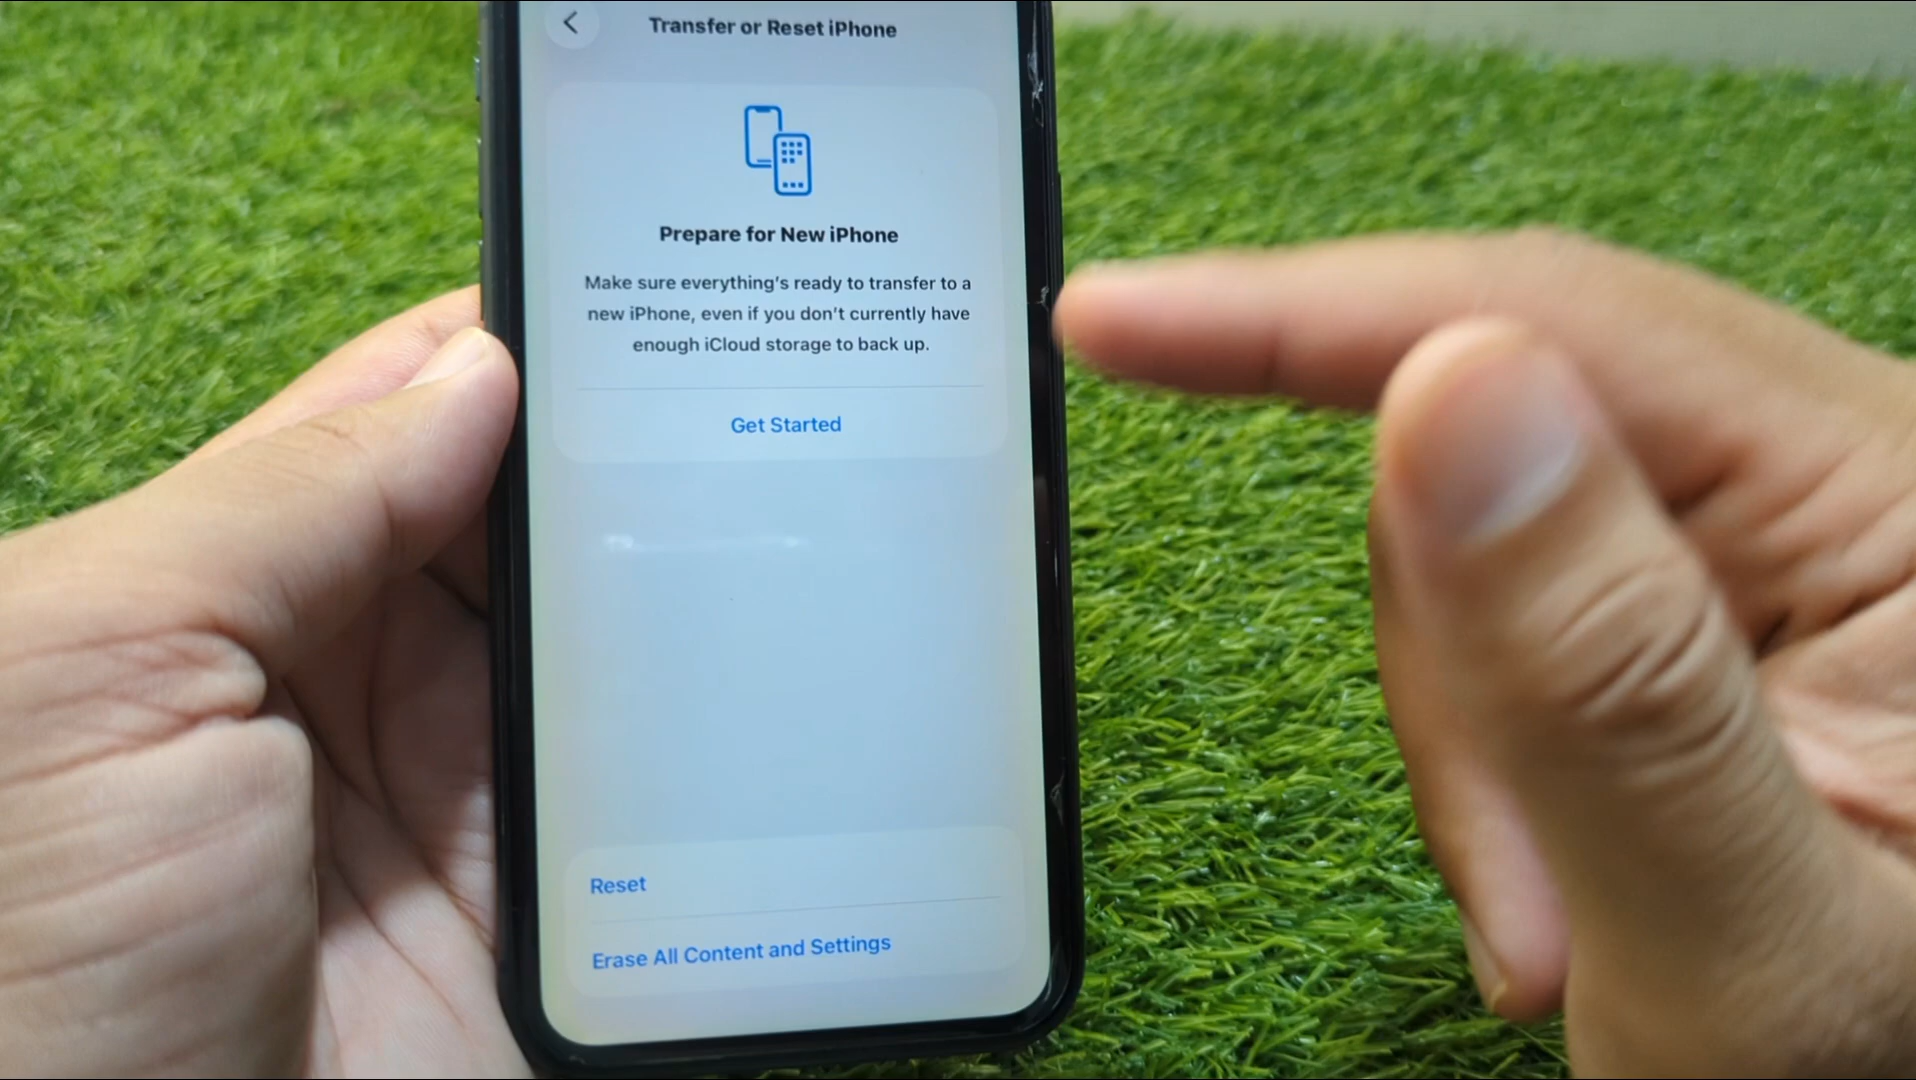 Transfer or Reset iPhone
Prepare for New iPhone
Make sure everything's ready to transfer to a
new iPhone, even if you don't currently have
enough iCloud storage to back up.
Get Started
Reset
Erase All Content and Settings